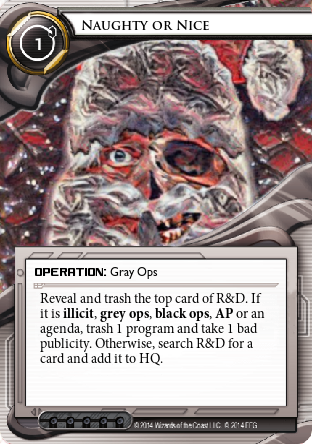 1
Naughty or Nice
OPERATION: Gray Ops
Reveal and trash the top card of R&D. If
it is illicit, grey ops, black ops, AP or an
agenda, trash 1 program and take 1 bad
publicity. Otherwise, search R&D for a
card and add it to HQ.
© 2014 Wizards of the Coast LLC. © 2014 FFG